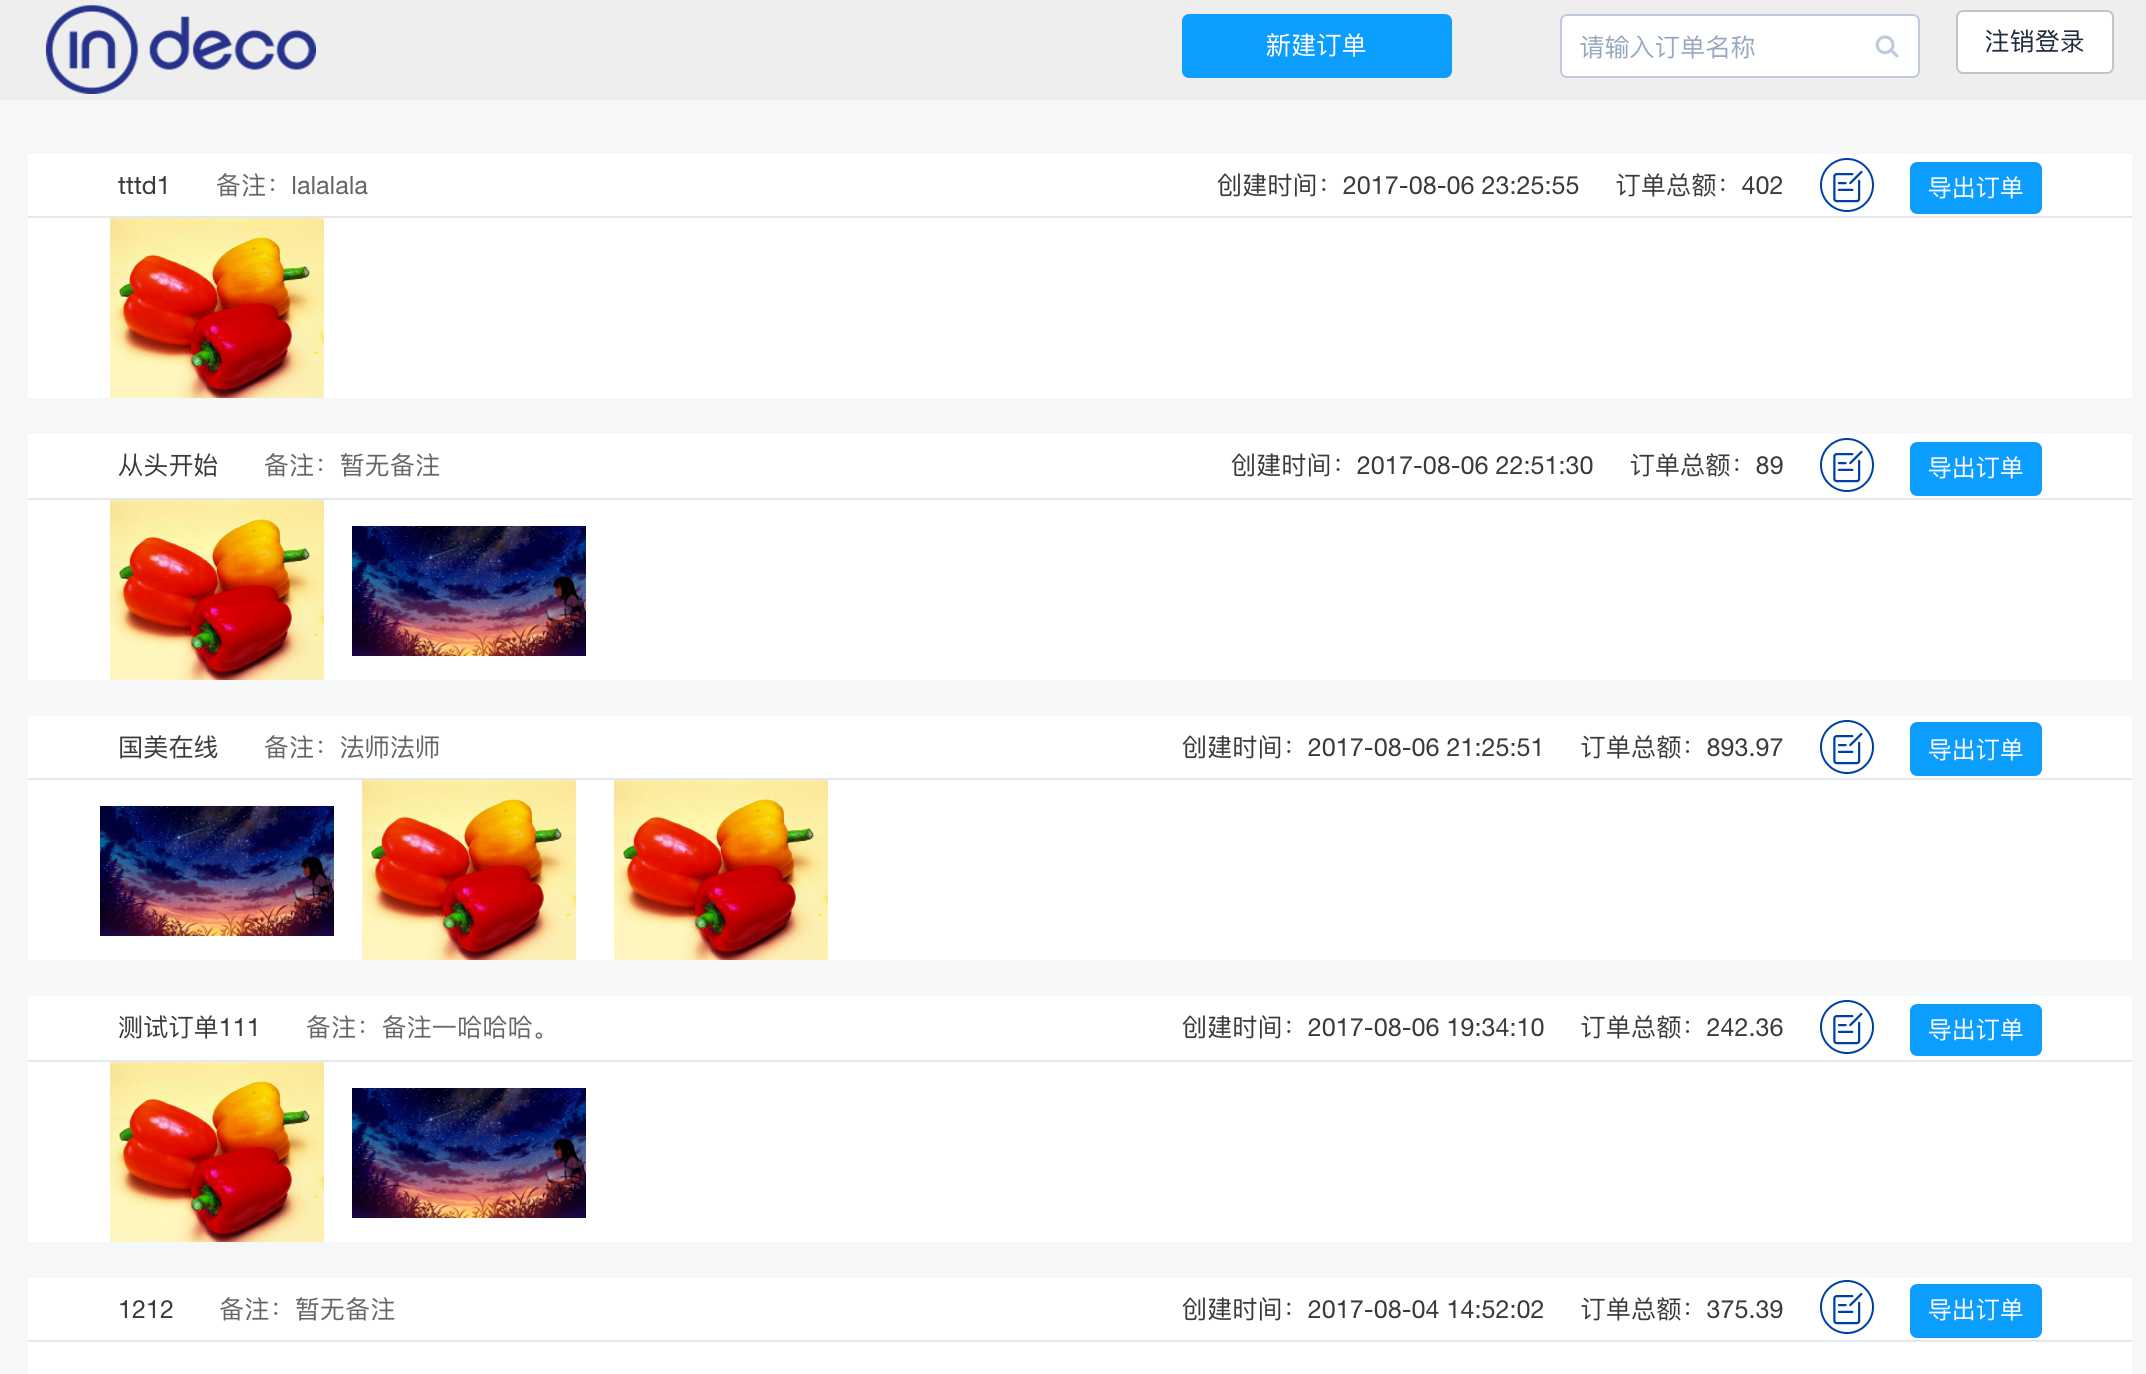 in deco 新建订单 请输入订单名称 注销登录
tttd1 备注：lalalala 创建时间：2017-08-06 23:25:55 订单总额：402 导出订单
从头开始 备注：暂无备注 创建时间：2017-08-06 22:51:30 订单总额：89 导出订单
国美在线 备注：法师法师 创建时间：2017-08-06 21:25:51 订单总额：893.97 导出订单
测试订单111 备注：备注一哈哈哈。 创建时间：2017-08-06 19:34:10 订单总额：242.36 导出订单
1212 备注：暂无备注 创建时间：2017-08-04 14:52:02 订单总额：375.39 导出订单